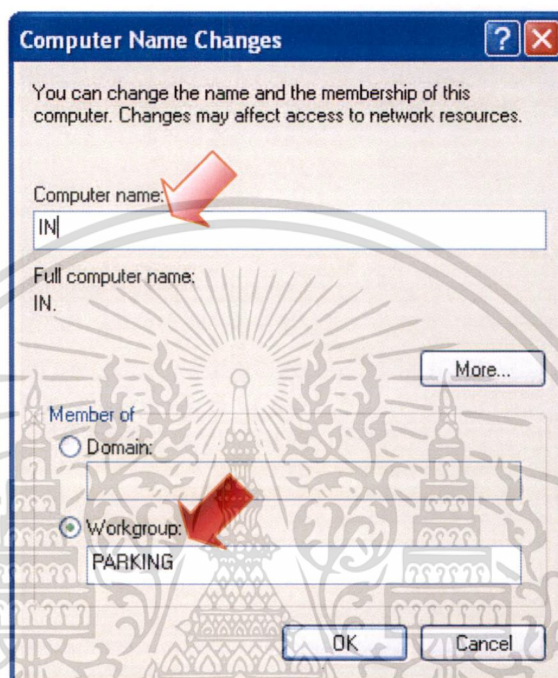 Computer Name Changes
You can change the name and the membership of this
computer. Changes may affect access to network resources.
Computer name:
IN
Full computer name:
IN.
More...
Member of
Domain:
Workgroup:
PARKING
OK
Cancel